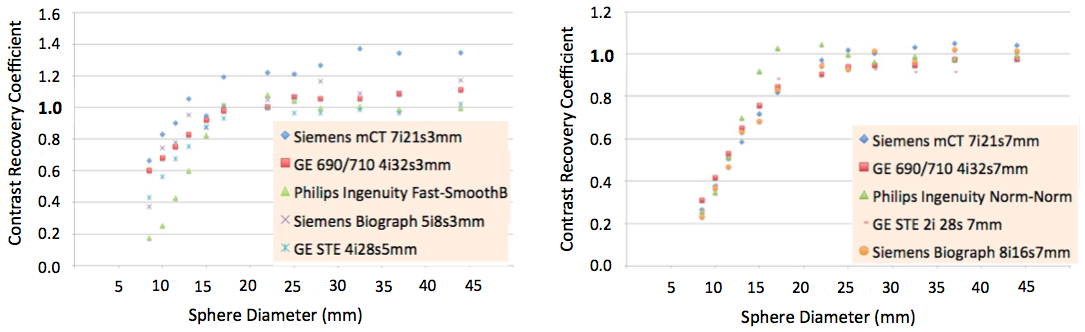 Contrast Recovery Coefficient
1.6
1.4
1.2
1.0
0.8
0.6
0.4
0.2
0.0
Siemens mCT 7i21s3mm
GE 690/710 4i32s3mm
Philips Ingenuity Fast-SmoothB
Siemens Biograph 5i8s3mm
GE STE 4i28s5mm
5 10 15 20 25 30 35 40 45
Sphere Diameter (mm)
Contrast Recovery Coefficient
1.2
1.0
0.8
0.6
0.4
0.2
0.0
Siemens mCT 7i21s7mm
GE 690/710 4i32s7mm
Philips Ingenuity Norm-Norm
GE STE 2i 28s 7mm
Siemens Biograph 8i16s7mm
5 10 15 20 25 30 35 40 45
Sphere Diameter (mm)